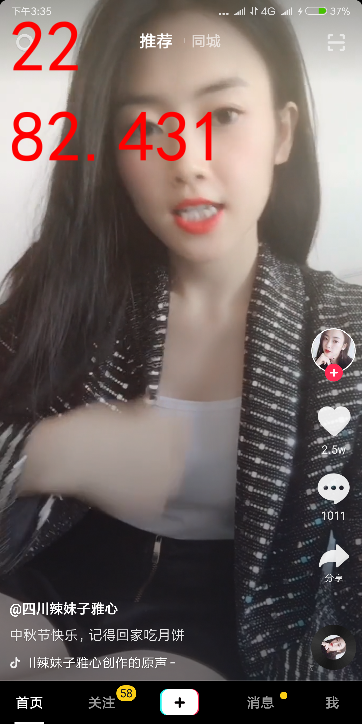 下午3:35
4G
37%
22
推荐
同城
82.431
2.5w
1011
分享
@四川辣妹子雅心
中秋节快乐，记得回家吃月饼
川辣妹子雅心创作的原声 -
首页
关注
58
消息
我